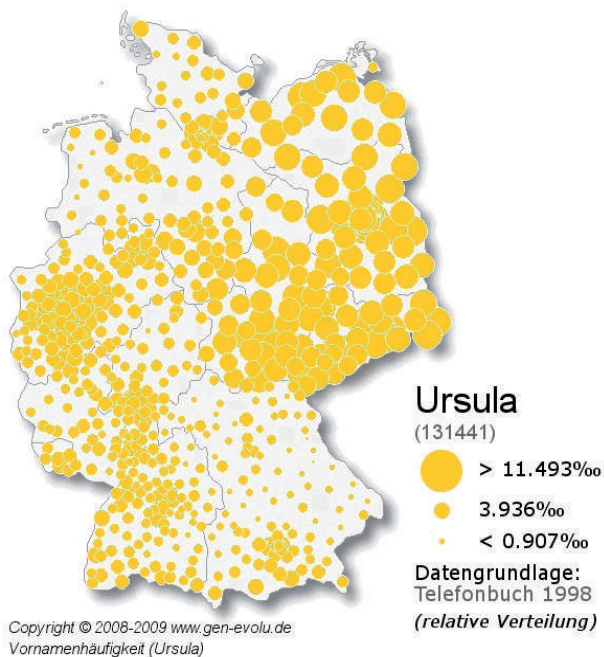 Ursula
(131441)
> 11.493‰
3.936‰
< 0.907‰
Datengrundlage:
Telefonbuch 1998
(relative Verteilung)
Copyright © 2008-2009 www.gen-evolu.de
Vornamenhäufigkeit (Ursula)